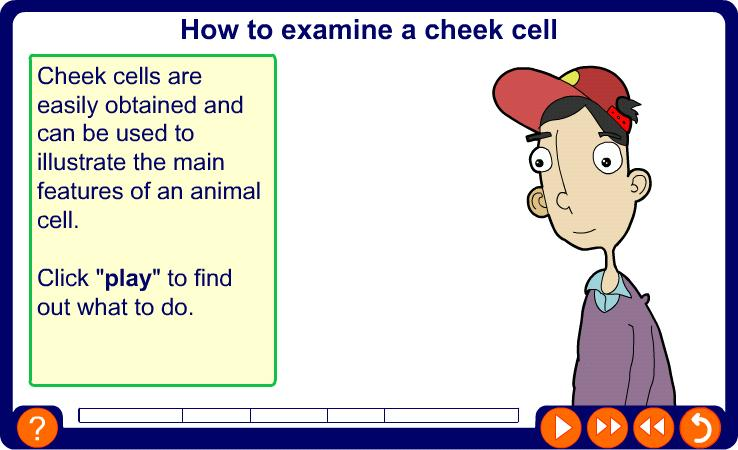 How to examine a cheek cell
Cheek cells are
easily obtained and
can be used to
illustrate the main
features of an animal
cell.
Click "play" to find
out what to do.
?